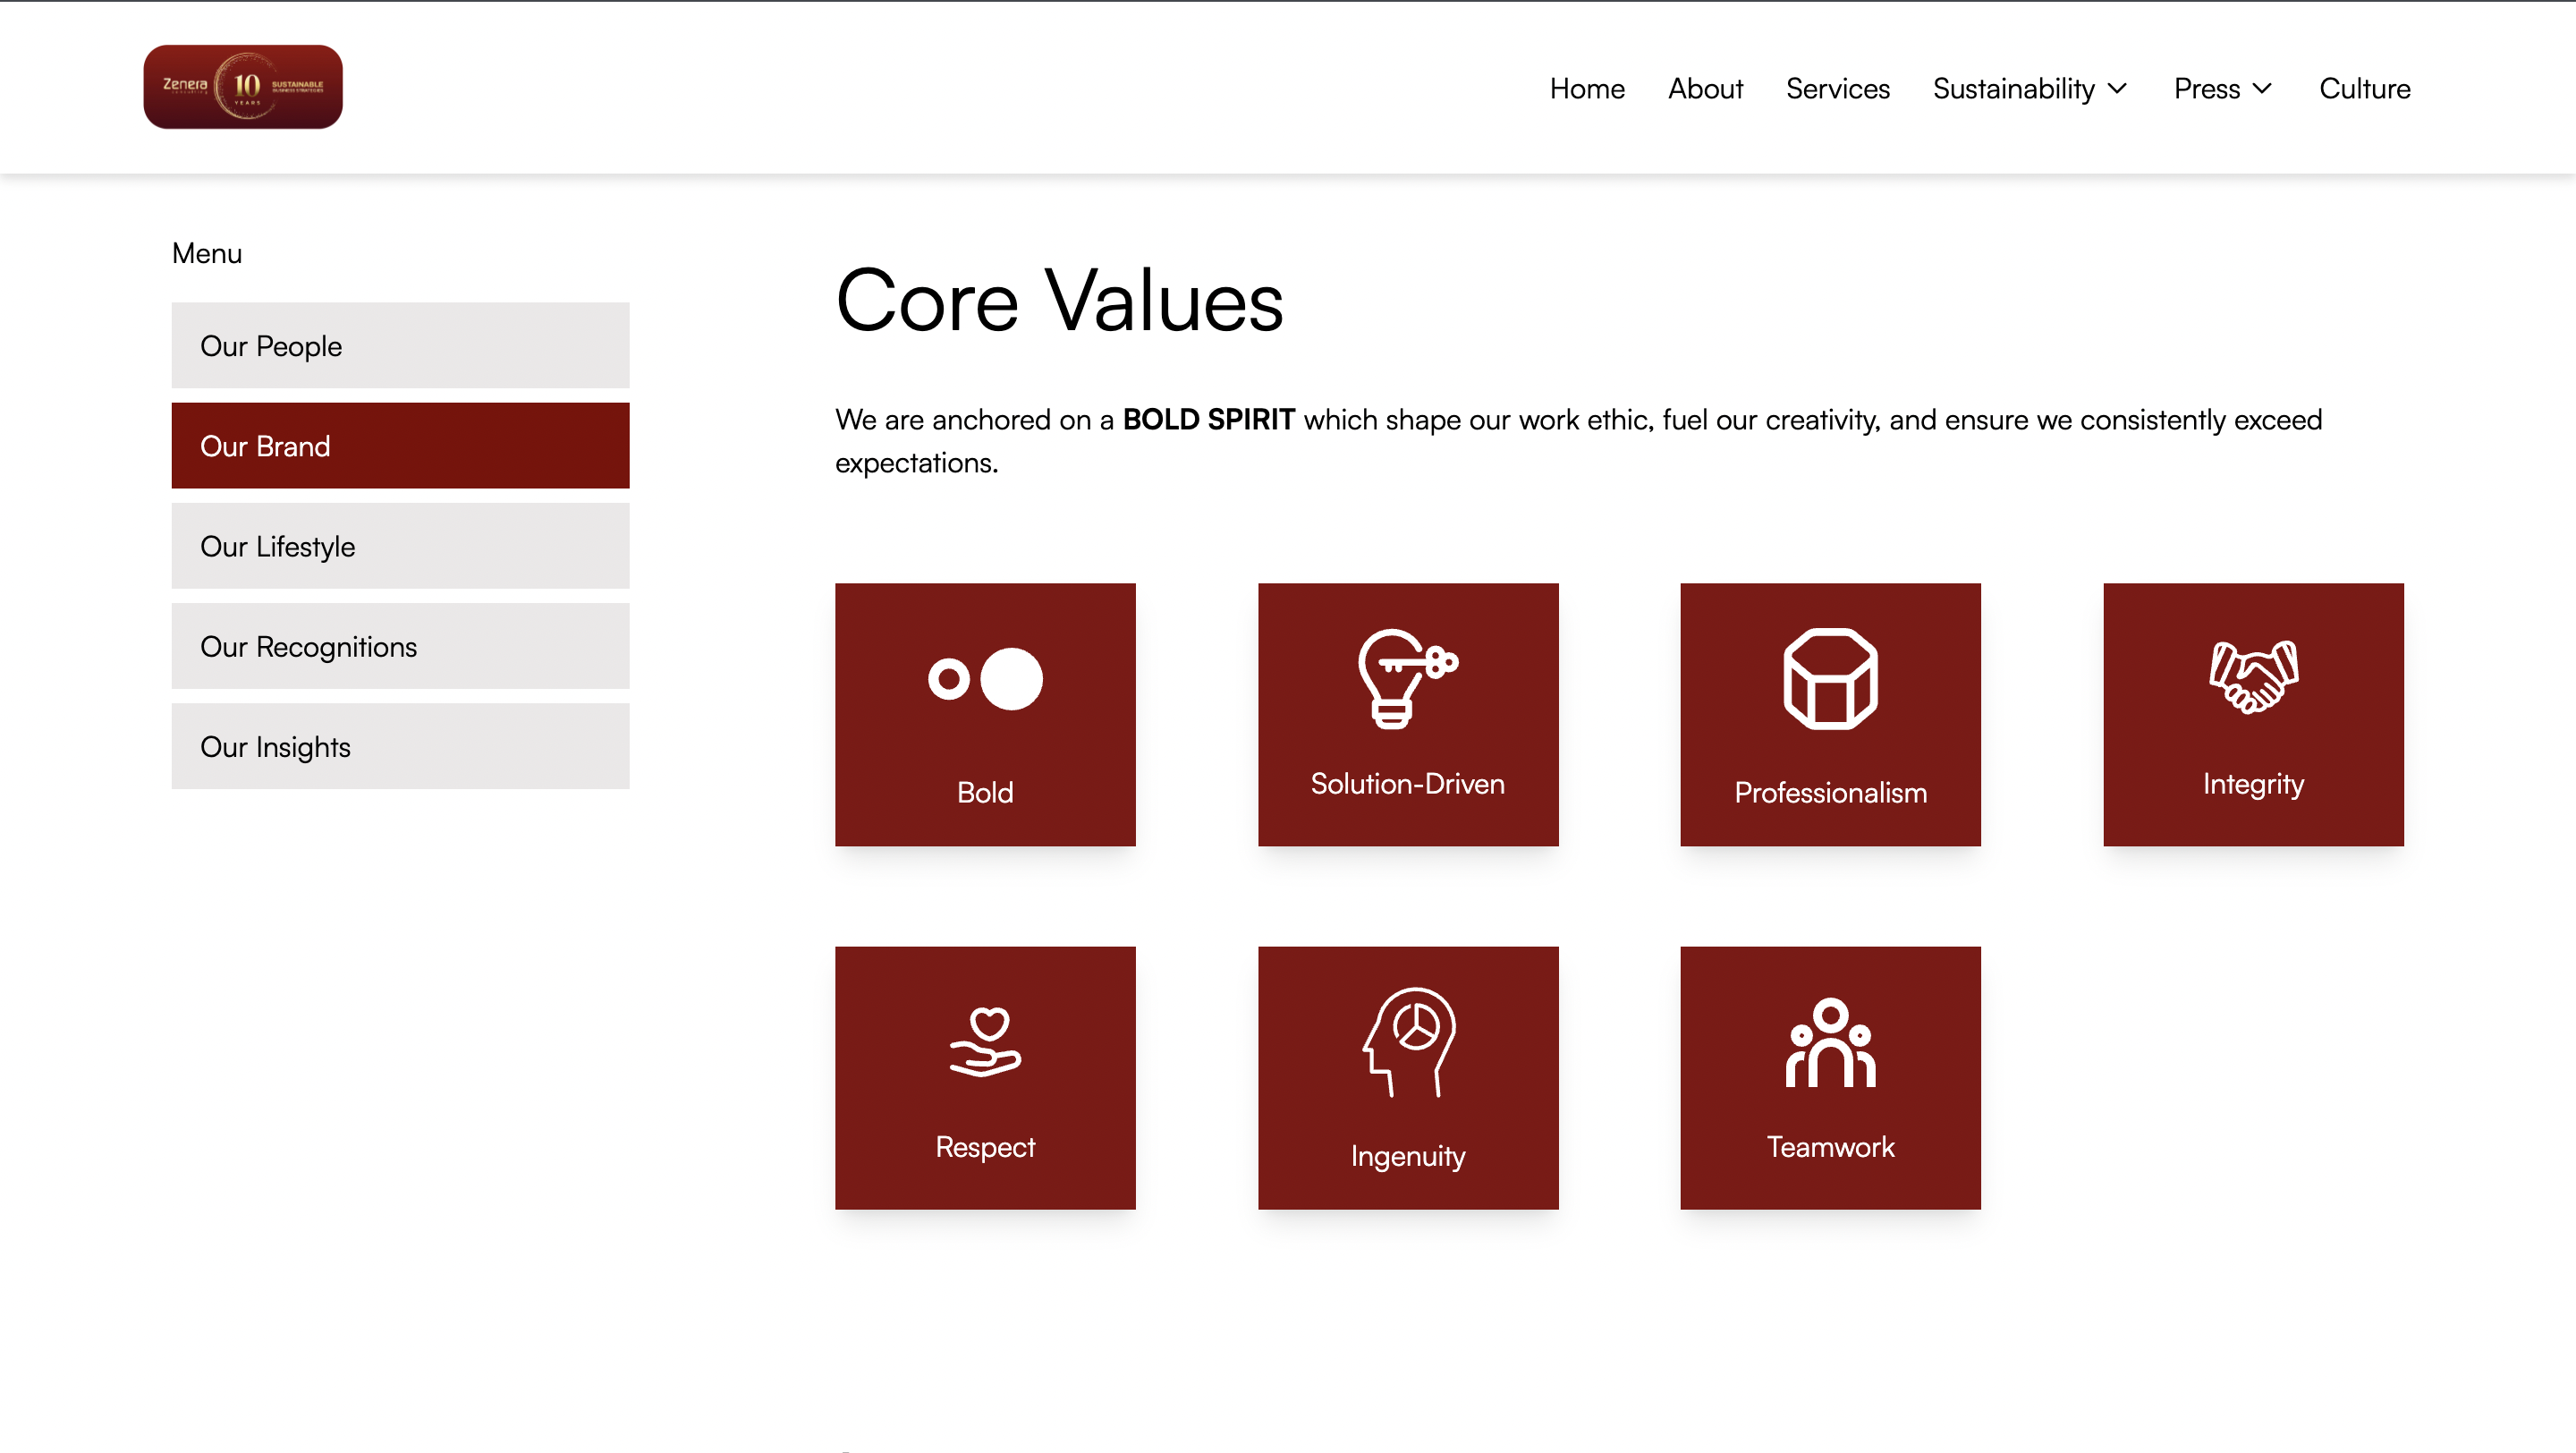 Zenera
10
YEARS
SUSTAINABLE
BUSINESS STRATEGIES
Home
About
Services
Sustainability
Press
Culture
Menu
Our People
Our Brand
Our Lifestyle
Our Recognitions
Our Insights
Core Values
We are anchored on a BOLD SPIRIT which shape our work ethic, fuel our creativity, and ensure we consistently exceed
expectations.
Bold
Solution-Driven
Professionalism
Integrity
Respect
Ingenuity
Teamwork